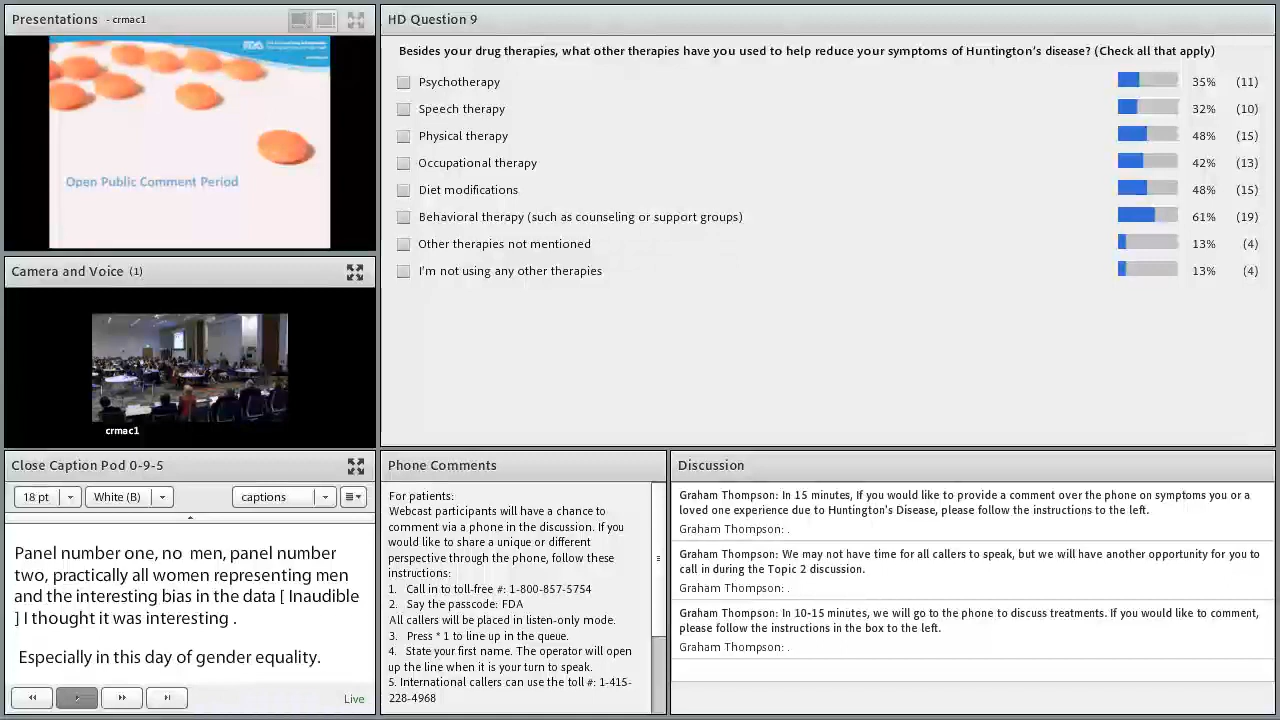 Presentations - crmac1
FDA
Open Public Comment Period
Camera and Voice (1)
crmac1
Close Caption Pod 0-9-5
18 pt
White (B)
captions
Panel number one, no men, panel number
two, practically all women representing men
and the interesting bias in the data [ Inaudible
] I thought it was interesting .
Especially in this day of gender equality.
Live
HD Question 9
Besides your drug therapies, what other therapies have you used to help reduce your symptoms of Huntington's disease? (Check all that apply)
Psychotherapy 35% (11)
Speech therapy 32% (10)
Physical therapy 48% (15)
Occupational therapy 42% (13)
Diet modifications 48% (15)
Behavioral therapy (such as counseling or support groups) 61% (19)
Other therapies not mentioned 13% (4)
I'm not using any other therapies 13% (4)
Phone Comments
For patients:
Webcast participants will have a chance to
comment via a phone in the discussion. If you
would like to share a unique or different
perspective through the phone, follow these
instructions:
1. Call in to toll-free #: 1-800-857-5754
2. Say the passcode: FDA
All callers will be placed in listen-only mode.
3. Press * 1 to line up in the queue.
4. State your first name. The operator will open
up the line when it is your turn to speak.
5. International callers can use the toll #: 1-415-
228-4968
Discussion
Graham Thompson: In 15 minutes, If you would like to provide a comment over the phone on symptoms you or a
loved one experience due to Huntington's Disease, please follow the instructions to the left.
Graham Thompson: .
Graham Thompson: We may not have time for all callers to speak, but we will have another opportunity for you to
call in during the Topic 2 discussion.
Graham Thompson: .
Graham Thompson: In 10-15 minutes, we will go to the phone to discuss treatments. If you would like to comment,
please follow the instructions in the box to the left.
Graham Thompson: .